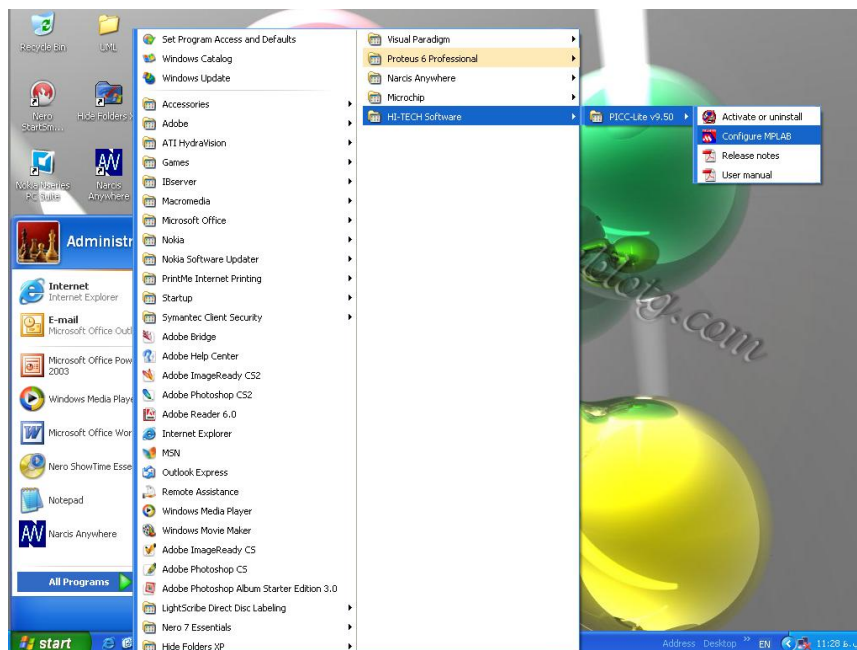 Recycle Bin
UML
Nero
StartSm...
Hide Folders X
Nokia Nseries
PC Suite
Narcis
Anywhere
Administr
Internet
Internet Explorer
E-mail
Microsoft Office Outl
Microsoft Office Pow
2003
Windows Media Playe
Microsoft Office Wor
Nero ShowTime Esse
Notepad
Narcis Anywhere
All Programs
Set Program Access and Defaults
Windows Catalog
Windows Update
Accessories
Adobe
ATI HydraVision
Games
IBserver
Macromedia
Microsoft Office
Nokia
Nokia Software Updater
PrintMe Internet Printing
Startup
Symantec Client Security
Adobe Bridge
Adobe Help Center
Adobe ImageReady CS2
Adobe Photoshop CS2
Adobe Reader 6.0
Internet Explorer
MSN
Outlook Express
Remote Assistance
Windows Media Player
Windows Movie Maker
Adobe ImageReady CS
Adobe Photoshop CS
Adobe Photoshop Album Starter Edition 3.0
LightScribe Direct Disc Labeling
Nero 7 Essentials
Hide Folders XP
Visual Paradigm
Proteus 6 Professional
Narcis Anywhere
Microchip
HI-TECH Software
PICC-Lite v9.50
Activate or uninstall
Configure MPLAB
Release notes
User manual
start
Address
Desktop
EN
11:28